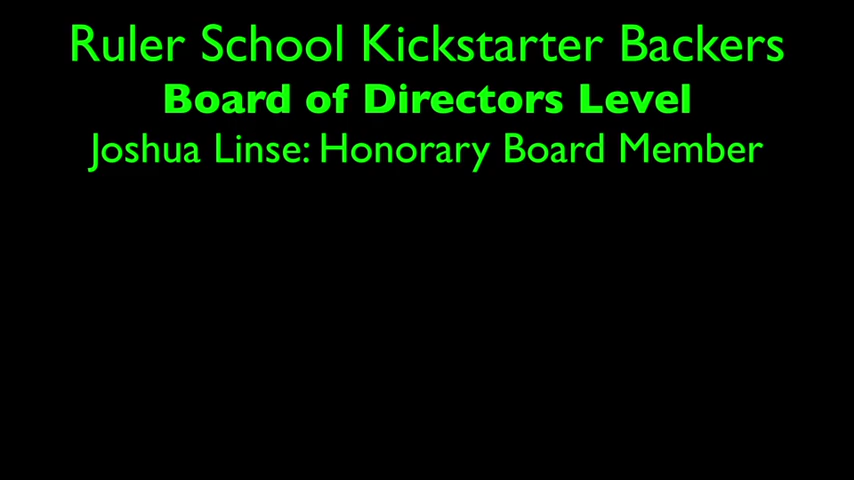 Ruler School Kickstarter Backers
Board of Directors Level
Joshua Linse: Honorary Board Member